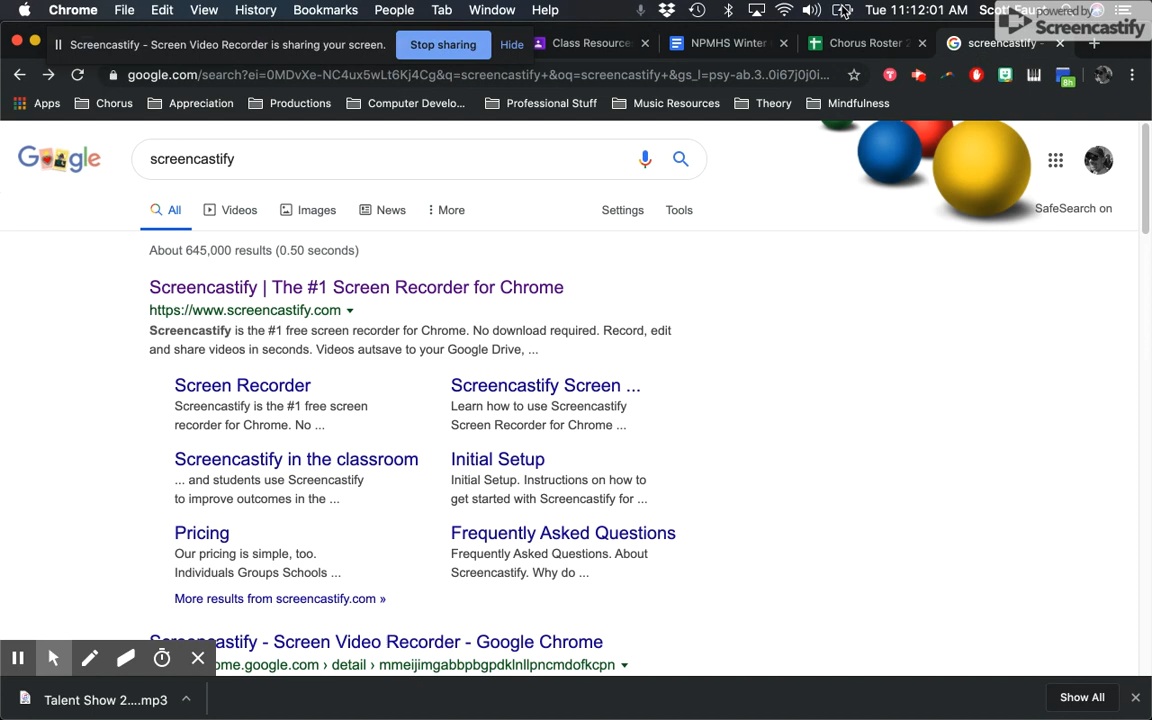 Chrome File Edit View History Bookmarks People Tab Window Help Tue 11:12:01 AM
powered by
Screencastify
Screencastify - Screen Video Recorder is sharing your screen. Stop sharing Hide Class Resource NPMHS Winter Chorus Roster 2 screencastify -
google.com/search?ei=0MDvXe-NC4ux5wLt6Kj4Cg&q=screencastify+&oq=screencastify+&gs_l=psy-ab.3..0i67j0j0i...
8h
Apps Chorus Appreciation Productions Computer Develo... Professional Stuff Music Resources Theory Mindfulness
screencastify
All Videos Images News More Settings Tools SafeSearch on
About 645,000 results (0.50 seconds)
Screencastify | The #1 Screen Recorder for Chrome
https://www.screencastify.com
Screencastify is the #1 free screen recorder for Chrome. No download required. Record, edit
and share videos in seconds. Videos autsave to your Google Drive, ...
Screen Recorder
Screencastify is the #1 free screen
recorder for Chrome. No ...
Screencastify Screen ...
Learn how to use Screencastify
Screen Recorder for Chrome ...
Screencastify in the classroom
... and students use Screencastify
to improve outcomes in the ...
Initial Setup
Initial Setup. Instructions on how to
get started with Screencastify for ...
Pricing
Our pricing is simple, too.
Individuals Groups Schools ...
Frequently Asked Questions
Frequently Asked Questions. About
Screencastify. Why do ...
More results from screencastify.com »
Screencastify - Screen Video Recorder - Google Chrome
ome.google.com › detail › mmeijimgabbpbgpdklnllpncmdofkcpn
Talent Show 2....mp3 Show All